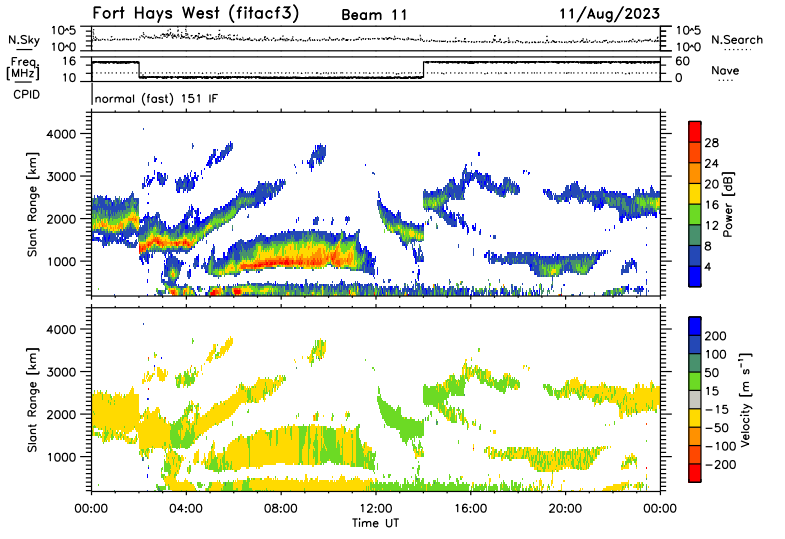 Fort Hays West (fitacf3) Beam 11 11/Aug/2023
N.Sky 10^5 10^0 10^5 10^0 N.Search
Freq. [MHz] 16 10 60 0 Nave
CPID normal (fast) 151 IF
Slant Range [km] 4000 3000 2000 1000
28 24 20 16 12 8 4 Power [dB]
Slant Range [km] 4000 3000 2000 1000
200 100 50 15 -15 -50 -100 -200 Velocity [m s⁻¹]
00:00 04:00 08:00 12:00 16:00 20:00 00:00
Time UT